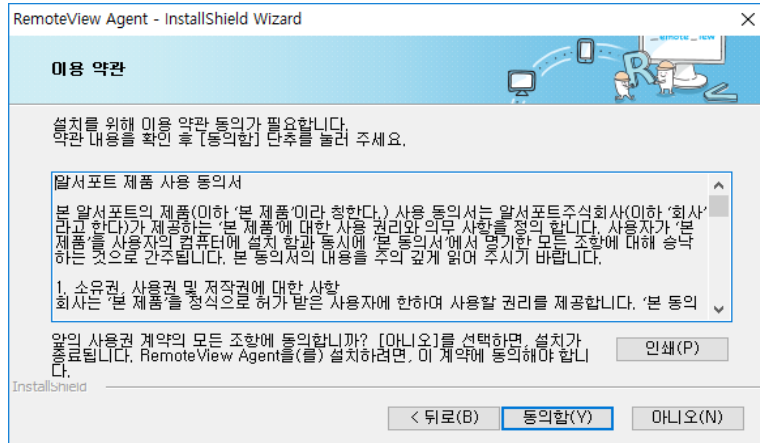 RemoteView Agent - InstallShield Wizard
이용 약관
설치를 위해 이용 약관 동의가 필요합니다.
약관 내용을 확인 후 [동의함] 단추를 눌러 주세요.
알서포트 제품 사용 동의서
본 알서포트의 제품(이하 ‘본 제품’이라 칭한다.) 사용 동의서는 알서포트주식회사(이하 ‘회사’
라고 한다)가 제공하는 ‘본 제품’에 대한 사용 권리와 의무 사항을 정의 합니다. 사용자가 ‘본
제품’을 사용자의 컴퓨터에 설치 함과 동시에 ‘본 동의서’에서 명기한 모든 조항에 대해 승낙
하는 것으로 간주됩니다. 본 동의서의 내용을 주의 깊게 읽어 주시기 바랍니다.
1. 소유권, 사용권 및 저작권에 대한 사항
회사는 ‘본 제품’을 정식으로 허가 받은 사용자에 한하여 사용할 권리를 제공합니다. ‘본 동의
앞의 사용권 계약의 모든 조항에 동의합니까? [아니오]를 선택하면, 설치가
종료됩니다. RemoteView Agent을(를) 설치하려면, 이 계약에 동의해야 합니
다.
인쇄(P)
InstallShield
< 뒤로(B)
동의함(Y)
아니오(N)